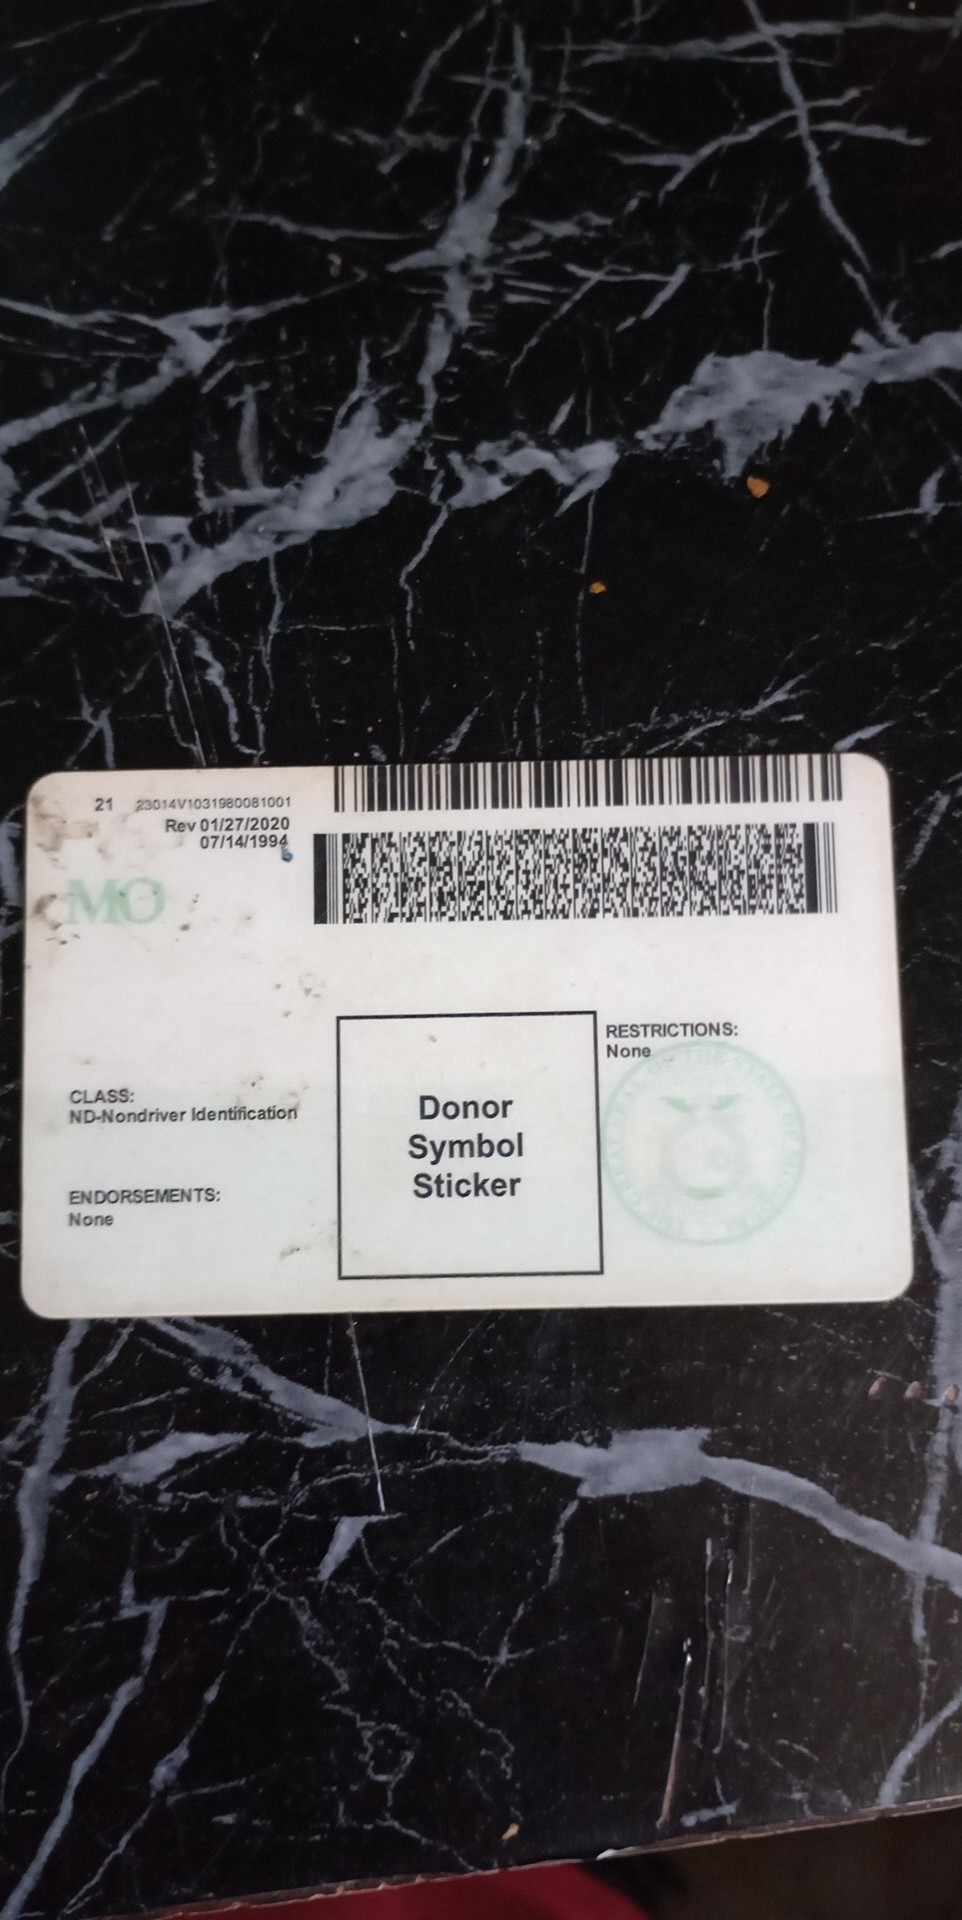 21 23014V1031980081001
Rev 01/27/2020
07/14/1994
MO
CLASS:
ND-Nondriver Identification
ENDORSEMENTS:
None
Donor
Symbol
Sticker
RESTRICTIONS:
None